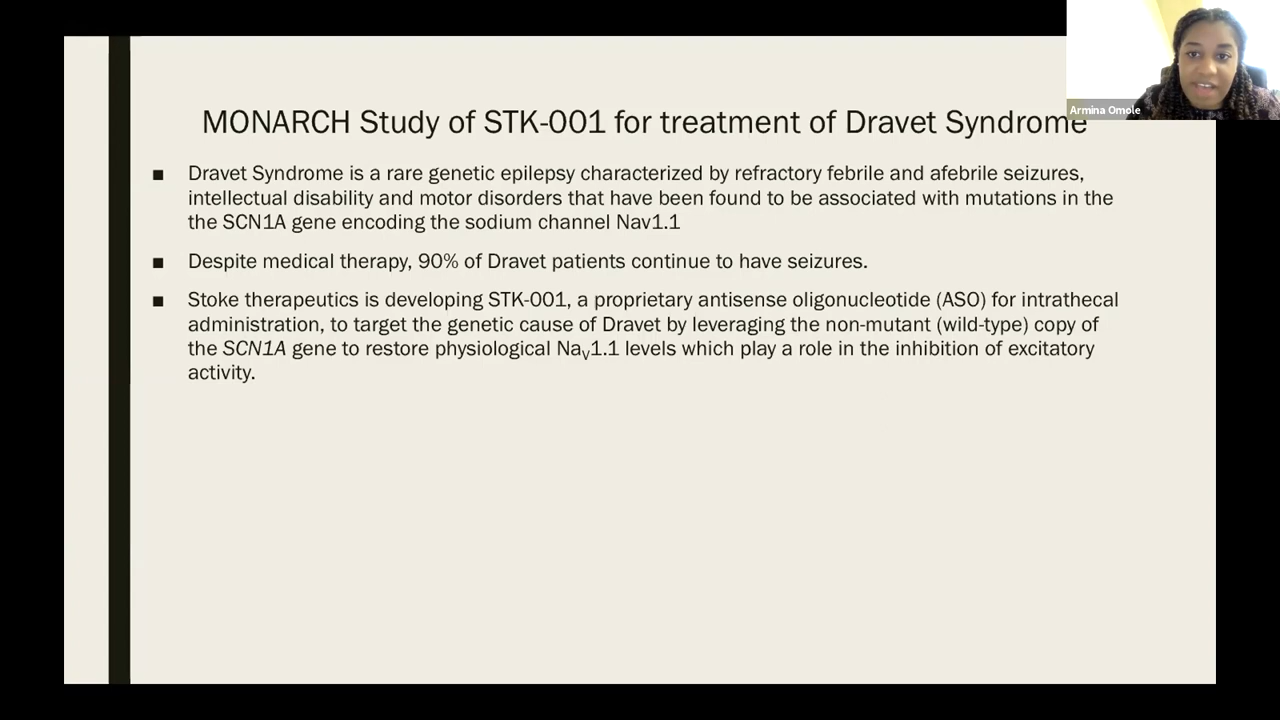 Armina Omole
MONARCH Study of STK-001 for treatment of Dravet Syndrome
■ Dravet Syndrome is a rare genetic epilepsy characterized by refractory febrile and afebrile seizures,
intellectual disability and motor disorders that have been found to be associated with mutations in the
the SCN1A gene encoding the sodium channel Nav1.1
■ Despite medical therapy, 90% of Dravet patients continue to have seizures.
■ Stoke therapeutics is developing STK-001, a proprietary antisense oligonucleotide (ASO) for intrathecal
administration, to target the genetic cause of Dravet by leveraging the non-mutant (wild-type) copy of
the SCN1A gene to restore physiological Nav1.1 levels which play a role in the inhibition of excitatory
activity.